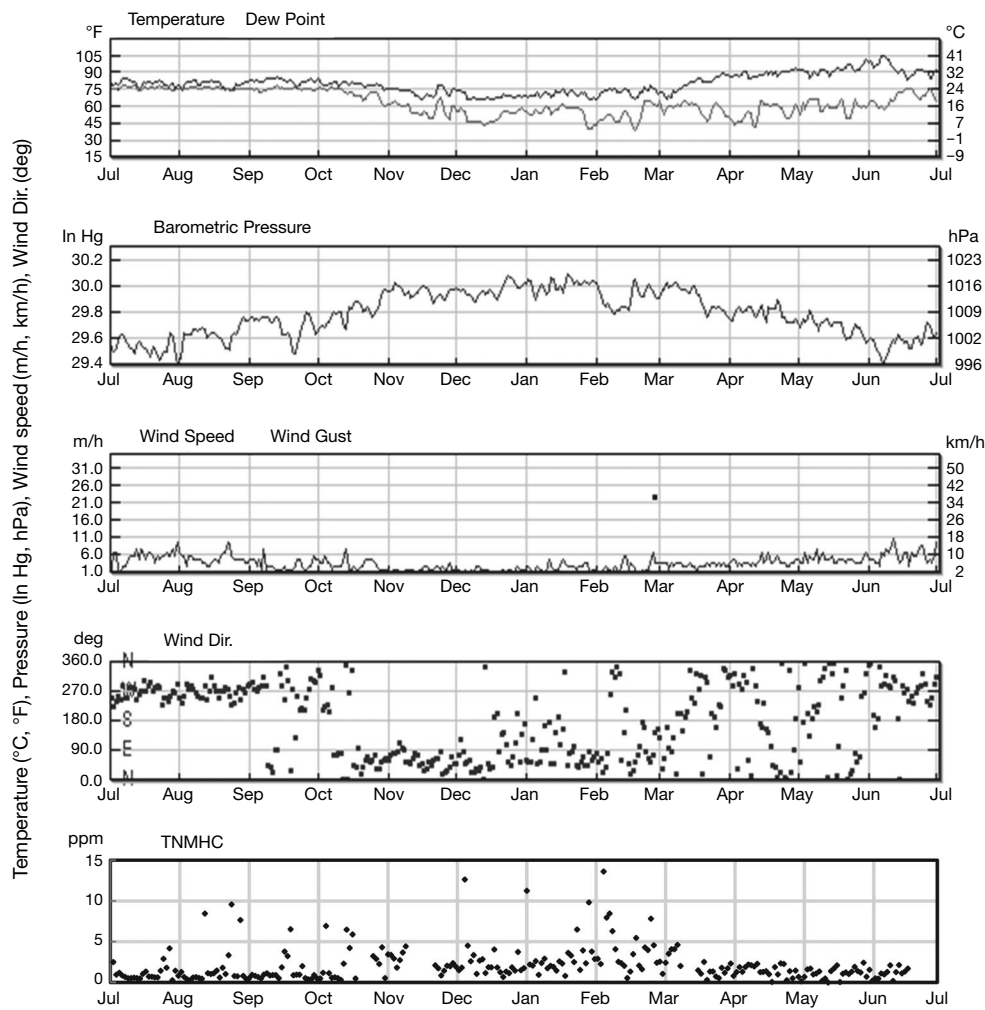 Temperature (°C, °F), Pressure (In Hg, hPa), Wind speed (m/h, km/h), Wind Dir. (deg)
Temperature Dew Point
°F °C
105 41
90 32
75 24
60 16
45 7
30 −1
15 −9
Jul Aug Sep Oct Nov Dec Jan Feb Mar Apr May Jun Jul
Barometric Pressure
In Hg hPa
30.2 1023
30.0 1016
29.8 1009
29.6 1002
29.4 996
Jul Aug Sep Oct Nov Dec Jan Feb Mar Apr May Jun Jul
Wind Speed Wind Gust
m/h km/h
31.0 50
26.0 42
21.0 34
16.0 26
11.0 18
6.0 10
1.0 2
Jul Aug Sep Oct Nov Dec Jan Feb Mar Apr May Jun Jul
Wind Dir.
deg
360.0 N
270.0 W
180.0 S
90.0 E
0.0 N
Jul Aug Sep Oct Nov Dec Jan Feb Mar Apr May Jun Jul
TNMHC
ppm
15
10
5
0
Jul Aug Sep Oct Nov Dec Jan Feb Mar Apr May Jun Jul